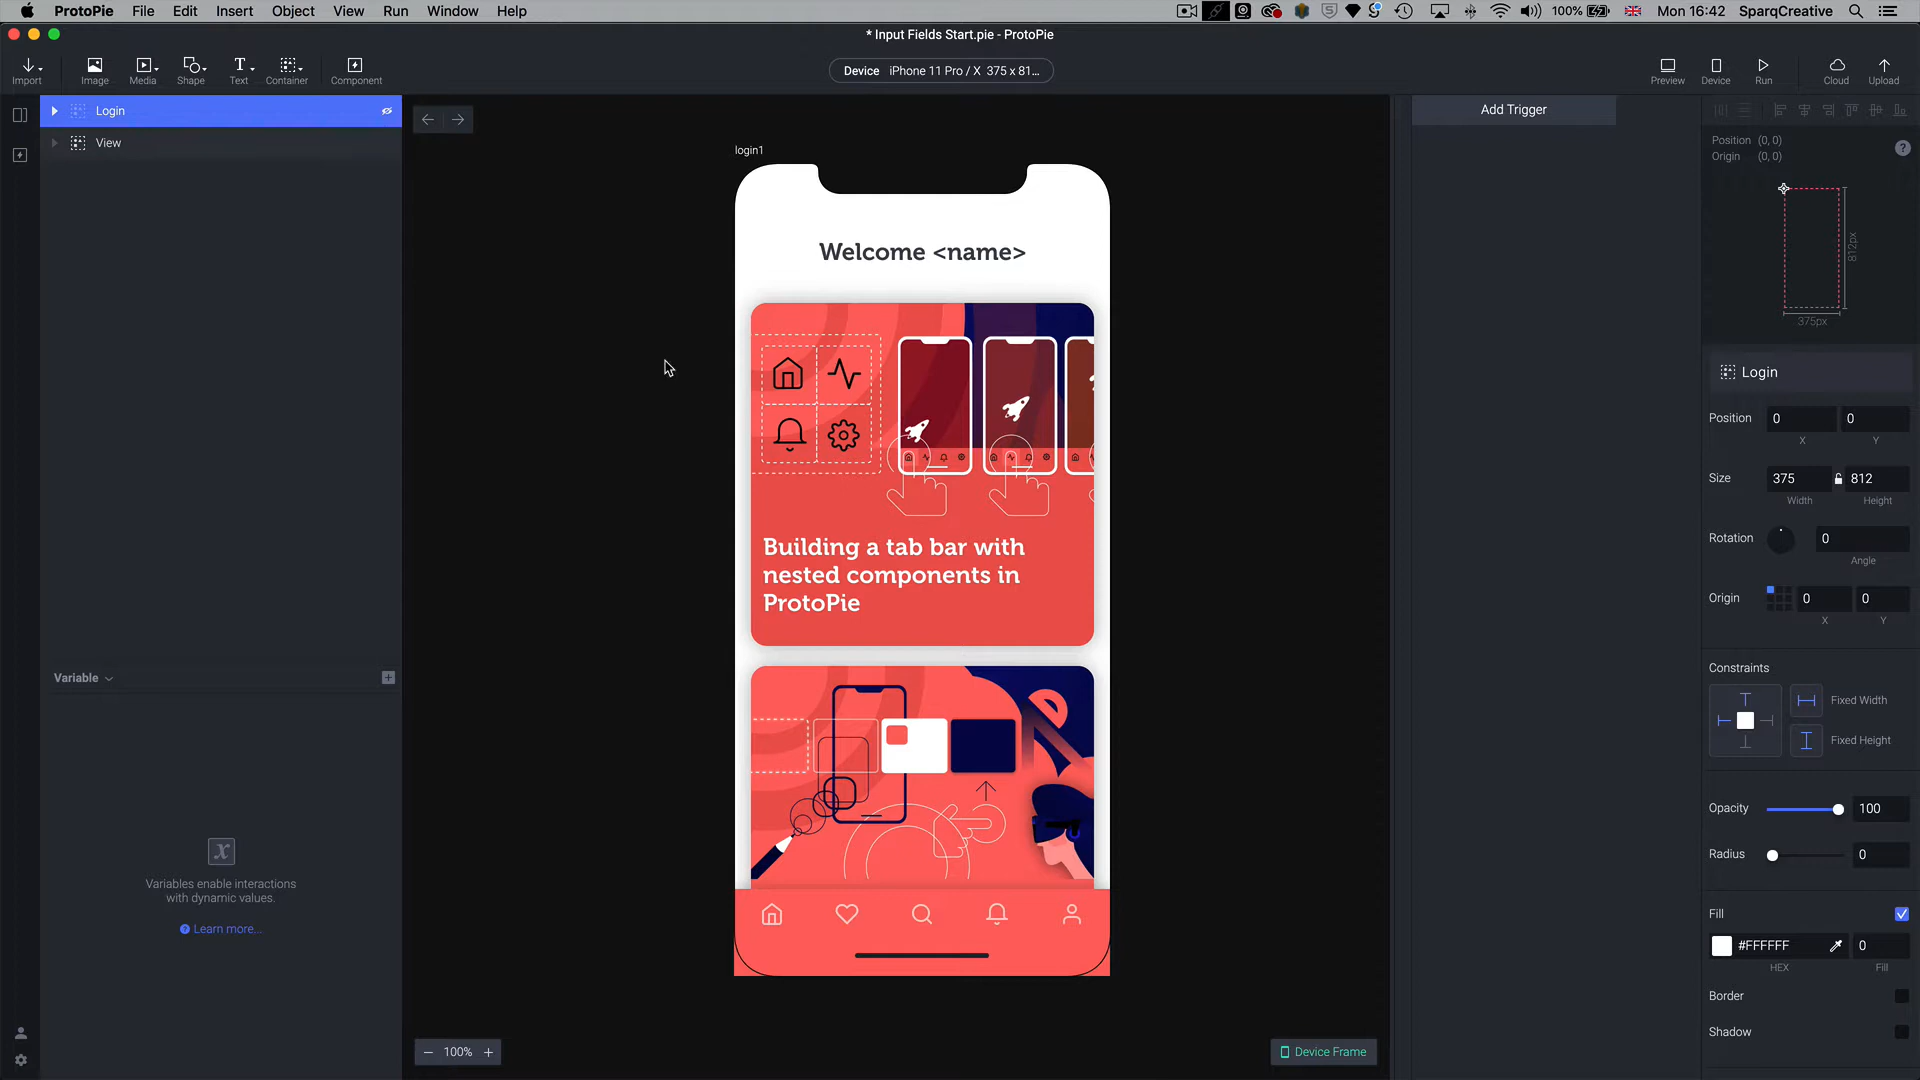 ProtoPie File Edit Insert Object View Run Window Help
100% Mon 16:42 SparqCreative
* Input Fields Start.pie - ProtoPie
Import Image Media Shape Text Container Component
Device iPhone 11 Pro / X 375 x 81...
Preview Device Run Cloud Upload
Login
View
Add Trigger
login1
Welcome <name>
Building a tab bar with
nested components in
ProtoPie
Variable
Variables enable interactions
with dynamic values.
Learn more...
100%
Device Frame
Position (0, 0)
Origin (0, 0)
812px
375px
Login
Position 0 0
X Y
Size 375 812
Width Height
Rotation 0
Angle
Origin 0 0
X Y
Constraints
Fixed Width
Fixed Height
Opacity 100
Radius 0
Fill
#FFFFFF 0
HEX Fill
Border
Shadow